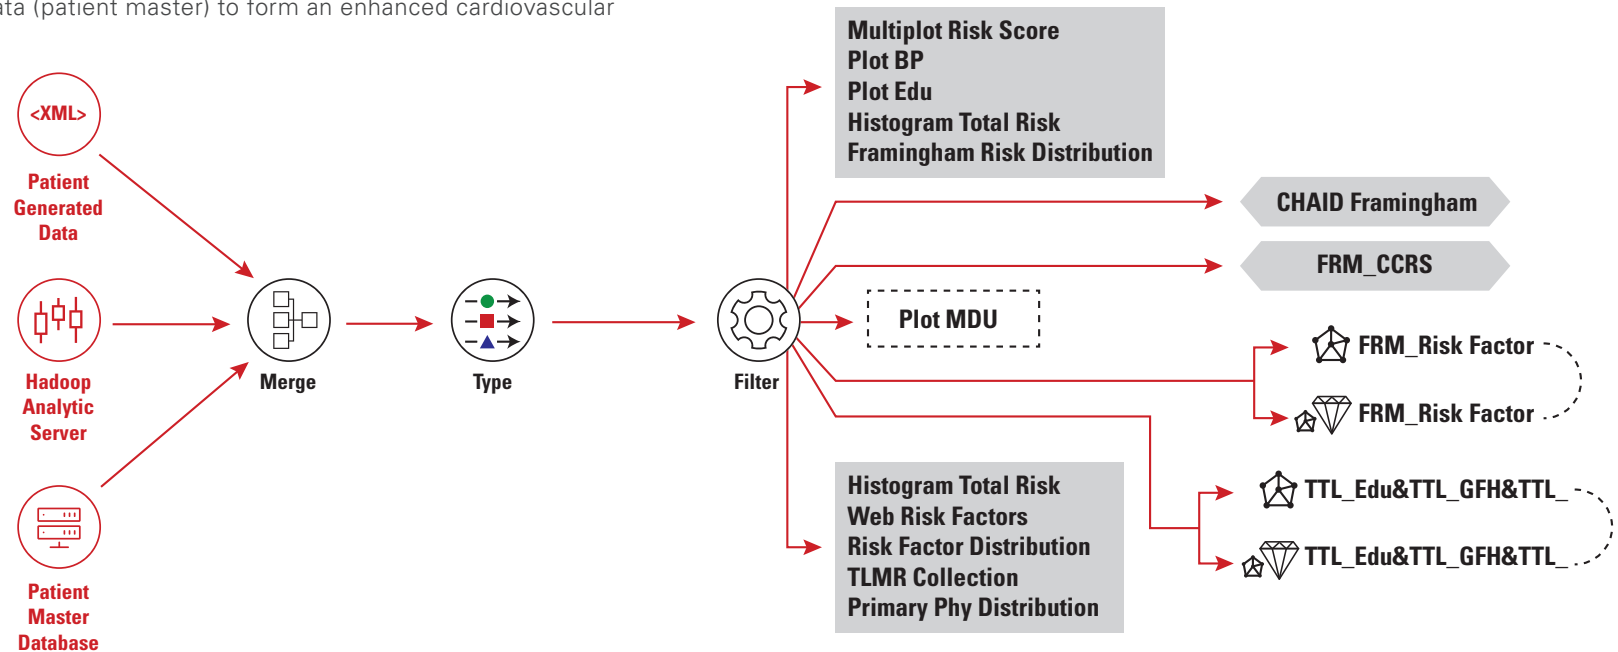 ata (patient master) to form an enhanced cardiovascular
<XML>
Patient
Generated
Data
Hadoop
Analytic
Server
Patient
Master
Database
Merge
Type
Filter
Multiplot Risk Score
Plot BP
Plot Edu
Histogram Total Risk
Framingham Risk Distribution
CHAID Framingham
FRM_CCRS
Plot MDU
FRM_Risk Factor
FRM_Risk Factor
TTL_Edu&TTL_GFH&TTL_
TTL_Edu&TTL_GFH&TTL_
Histogram Total Risk
Web Risk Factors
Risk Factor Distribution
TLMR Collection
Primary Phy Distribution